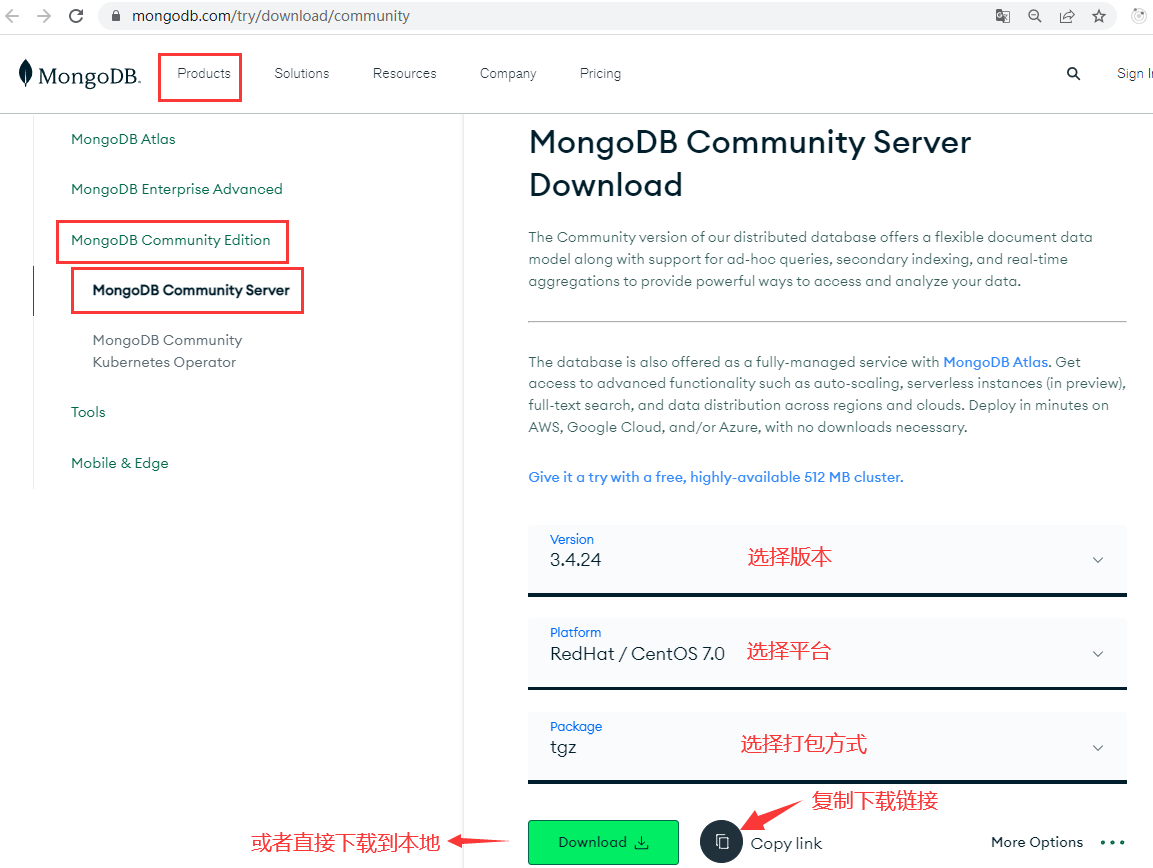 mongodb.com/try/download/community
MongoDB.
Products
Solutions
Resources
Company
Pricing
Sign I
MongoDB Atlas
MongoDB Enterprise Advanced
MongoDB Community Edition
MongoDB Community Server
MongoDB Community
Kubernetes Operator
Tools
Mobile & Edge
MongoDB Community Server
Download
The Community version of our distributed database offers a flexible document data
model along with support for ad-hoc queries, secondary indexing, and real-time
aggregations to provide powerful ways to access and analyze your data.
The database is also offered as a fully-managed service with MongoDB Atlas. Get
access to advanced functionality such as auto-scaling, serverless instances (in preview),
full-text search, and data distribution across regions and clouds. Deploy in minutes on
AWS, Google Cloud, and/or Azure, with no downloads necessary.
Give it a try with a free, highly-available 512 MB cluster.
Version
3.4.24 选择版本
Platform
RedHat / CentOS 7.0 选择平台
Package
tgz 选择打包方式
复制下载链接
或者直接下载到本地
Download
Copy link
More Options